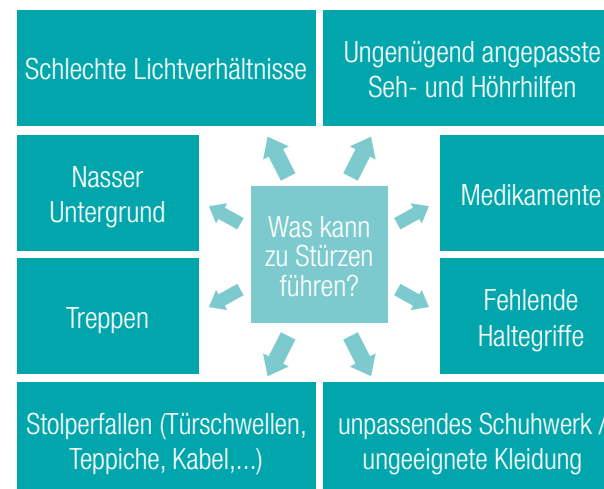 Schlechte Lichtverhältnisse
Ungenügend angepasste
Seh- und Höhrhilfen
Nasser
Untergrund
Was kann
zu Stürzen
führen?
Medikamente
Treppen
Fehlende
Haltegriffe
Stolperfallen (Türschwellen,
Teppiche, Kabel,...)
unpassendes Schuhwerk /
ungeeignete Kleidung